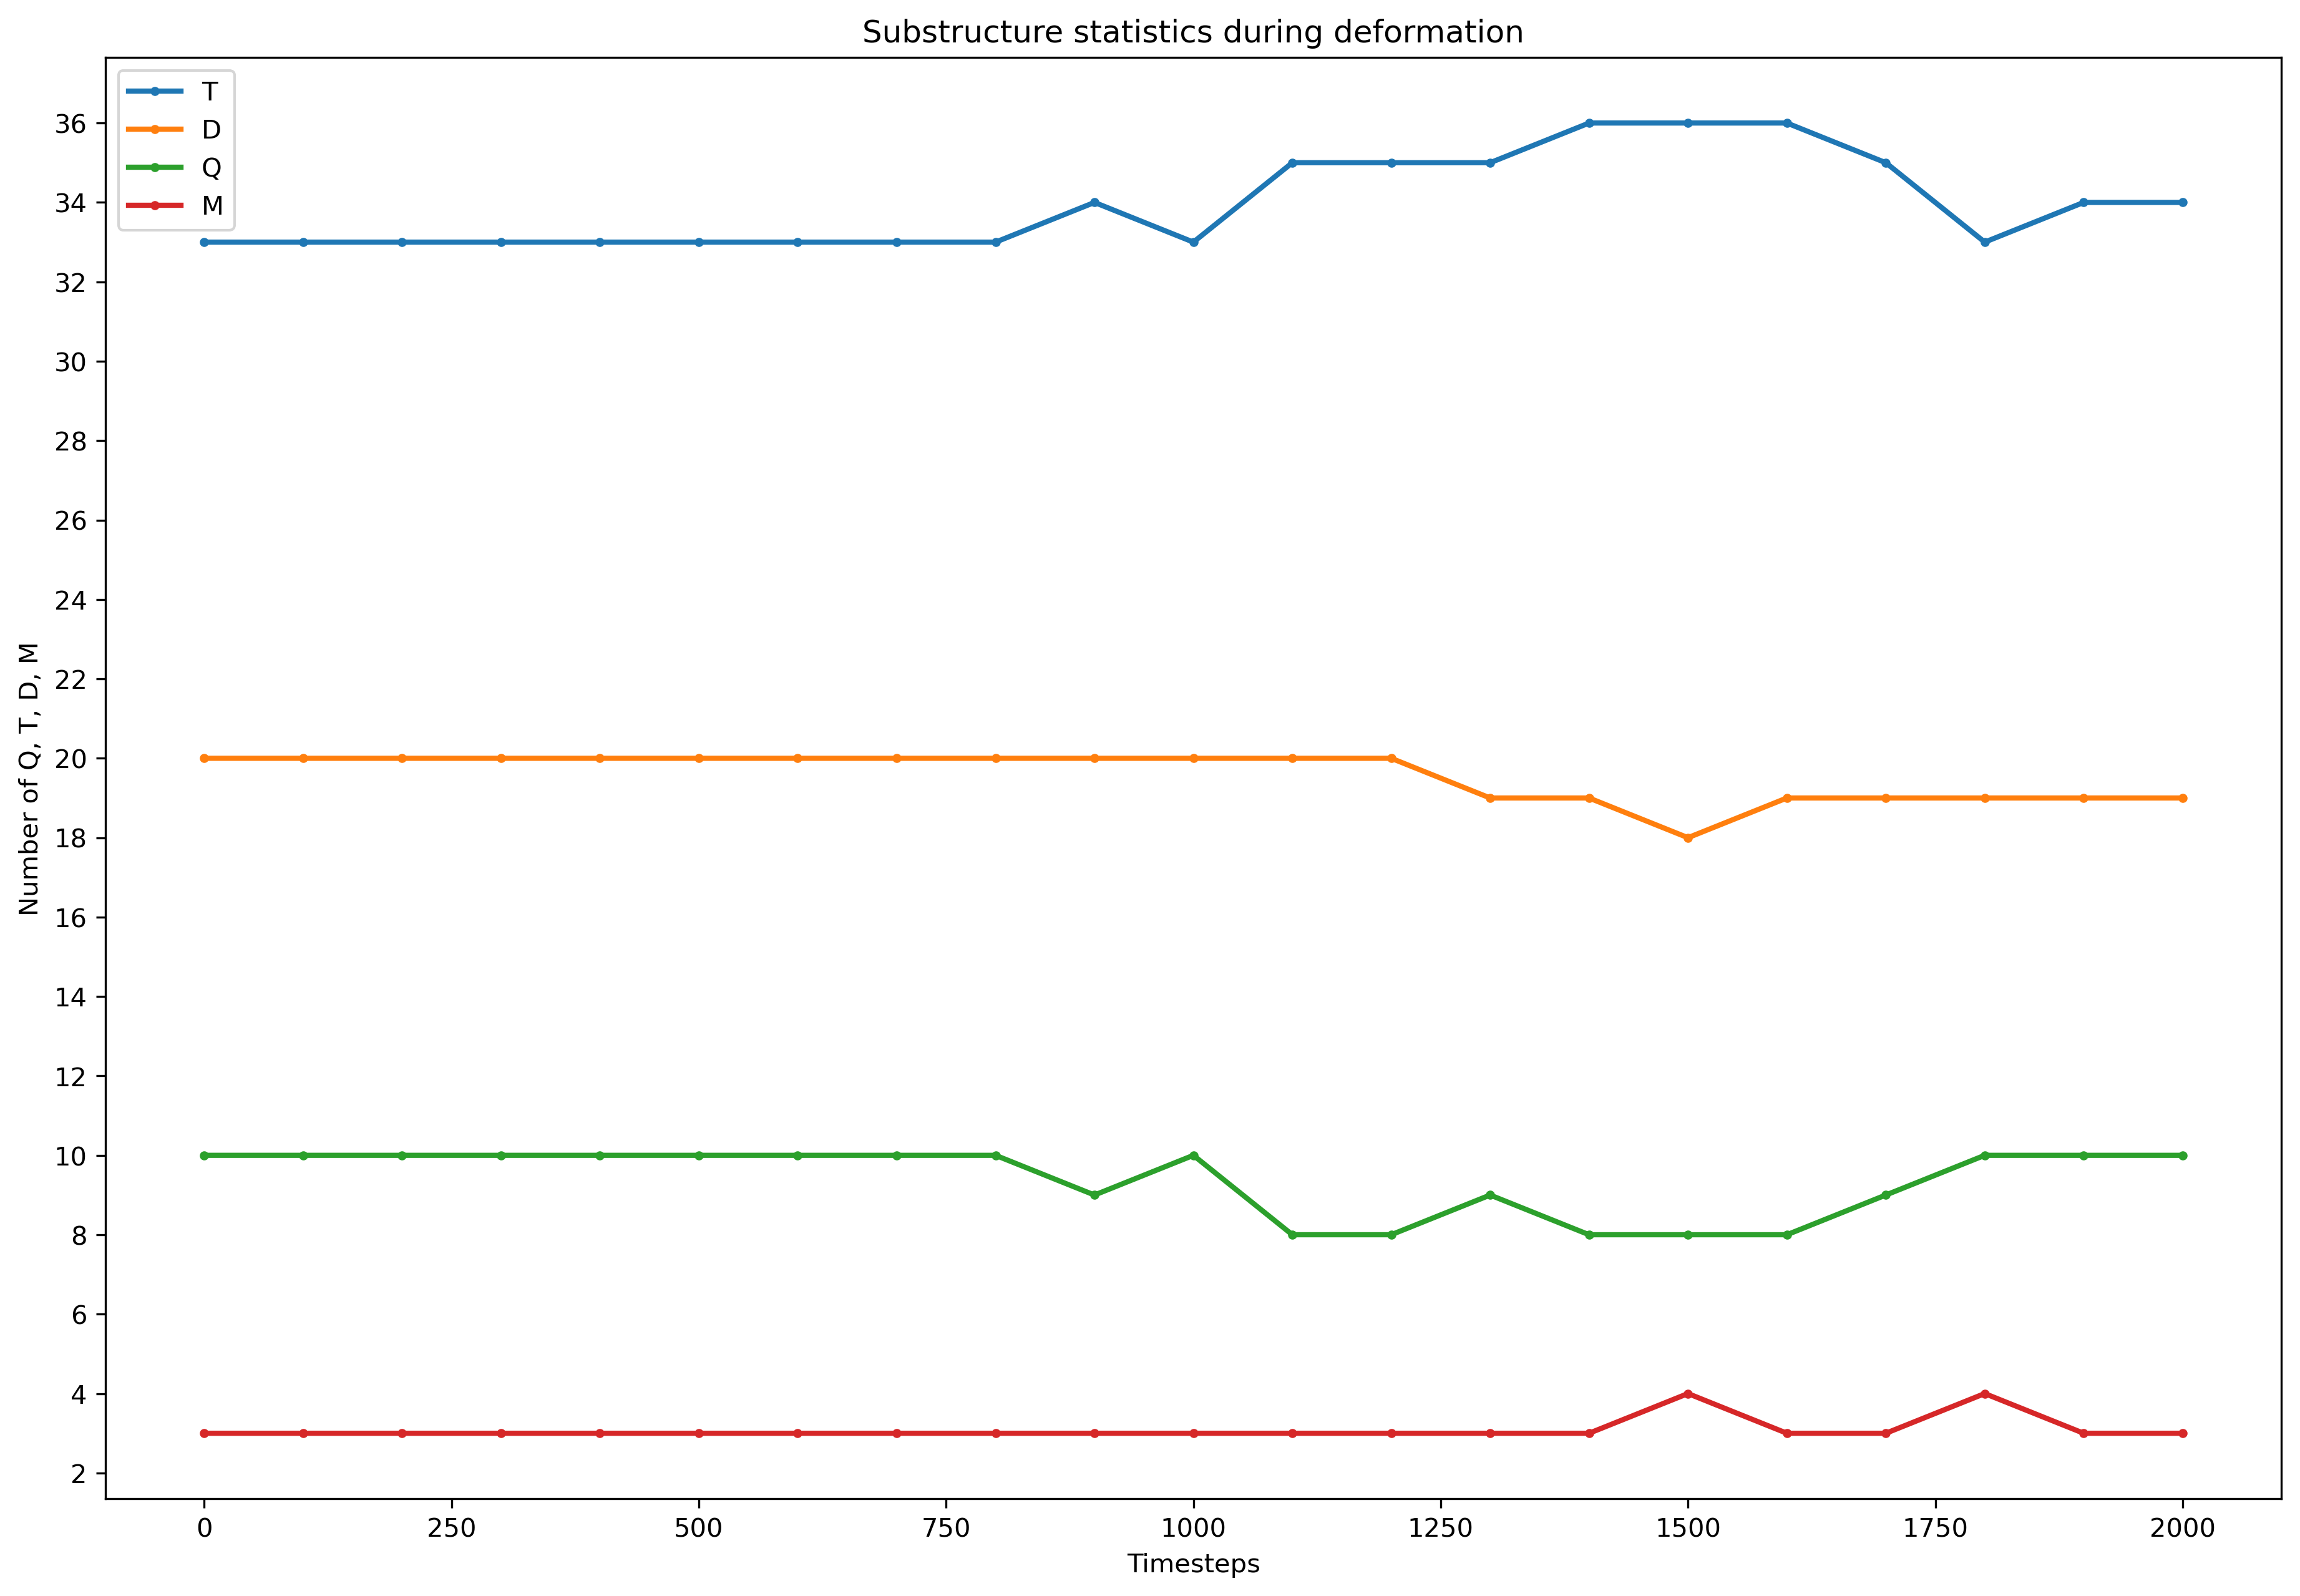 Substructure statistics during deformation
T
D
Q
M
Number of Q, T, D, M
36
34
32
30
28
26
24
22
20
18
16
14
12
10
8
6
4
2
0 250 500 750 1000 1250 1500 1750 2000
Timesteps